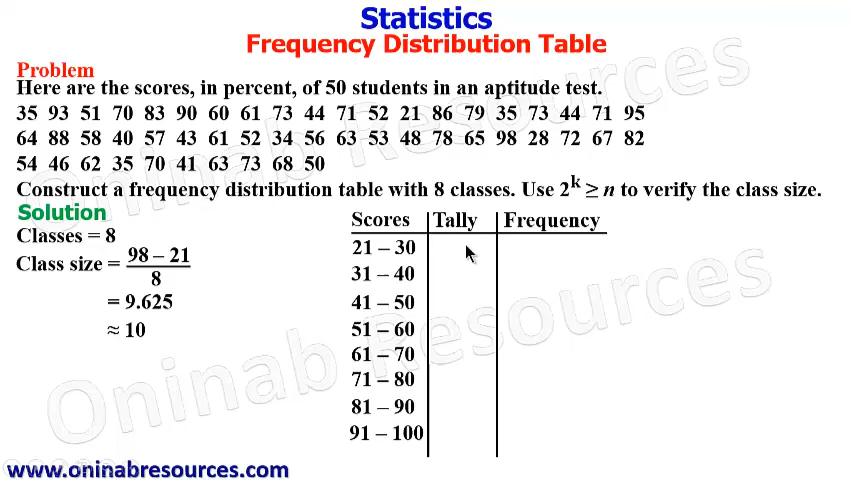 Statistics
Frequency Distribution Table
Problem
Here are the scores, in percent, of 50 students in an aptitude test.
35 93 51 70 83 90 60 61 73 44 71 52 21 86 79 35 73 44 71 95
64 88 58 40 57 43 61 52 34 56 63 53 48 78 65 98 28 72 67 82
54 46 62 35 70 41 63 73 68 50
Construct a frequency distribution table with 8 classes. Use 2^k ≥ n to verify the class size.
Solution
Classes = 8
Class size = 98 – 21
8
= 9.625
≈ 10
Scores Tally Frequency
21 – 30
31 – 40
41 – 50
51 – 60
61 – 70
71 – 80
81 – 90
91 – 100
Oninab Resources
Oninab Resources
www.oninabresources.com